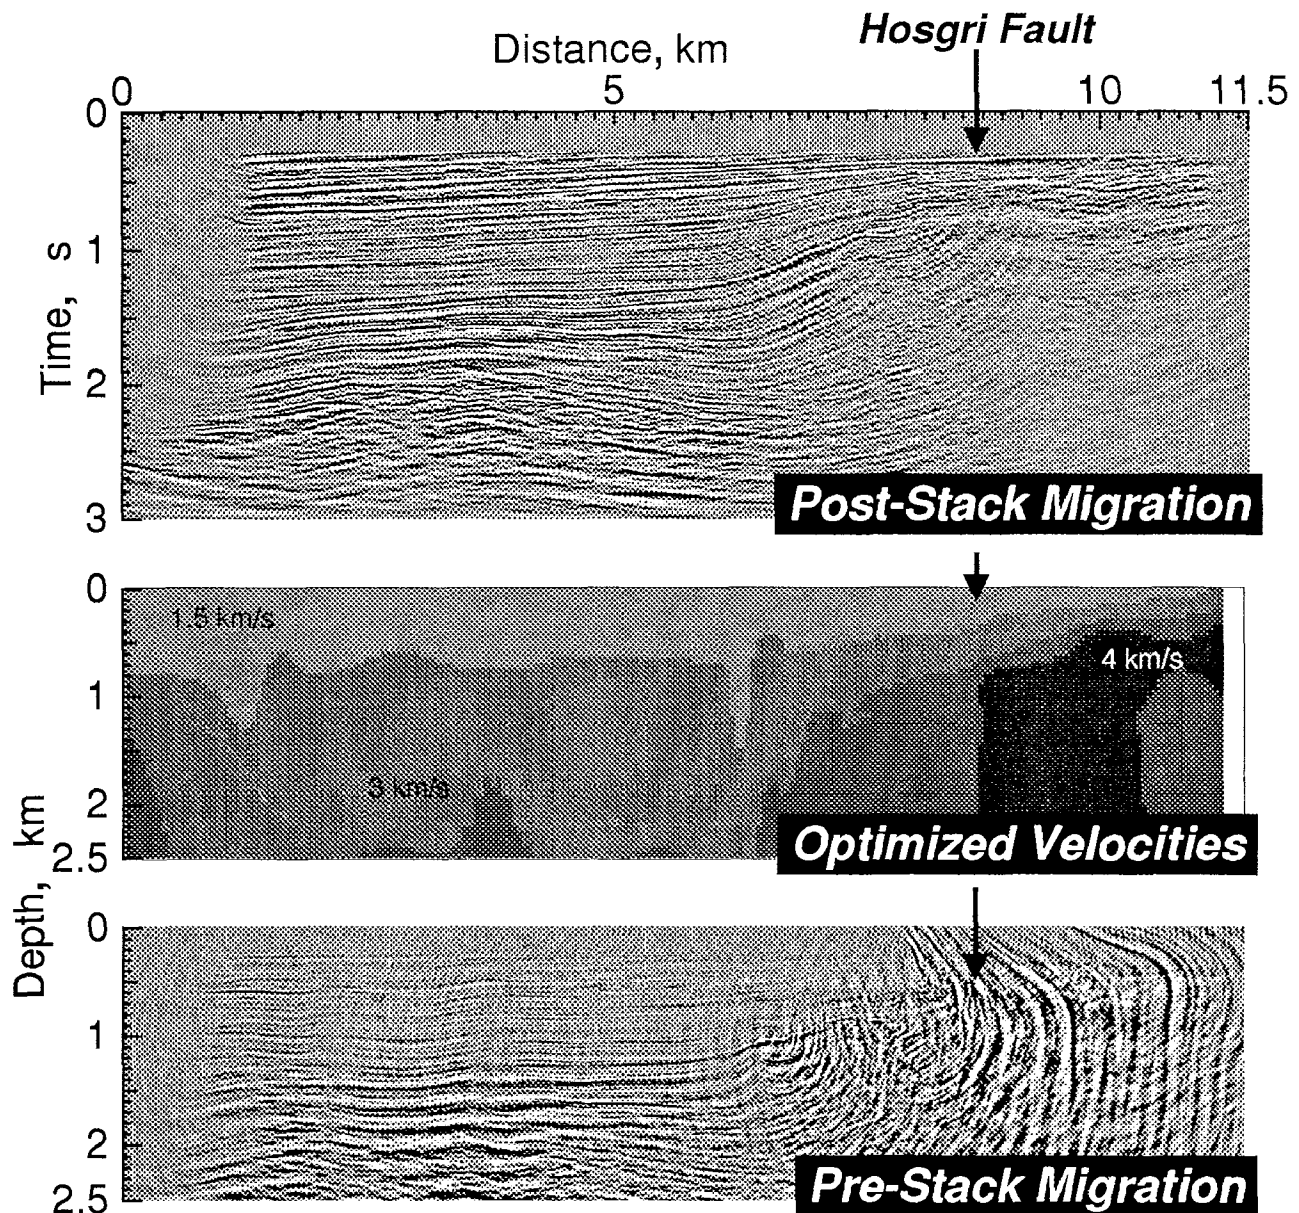 Hosgri Fault
Distance, km
0 5 10 11.5
0
1
2
3
Time, s
Post-Stack Migration
0
1
2
2.5
1.5 km/s
4 km/s
3 km/s
Optimized Velocities
Depth, km
0
1
2
2.5
Pre-Stack Migration